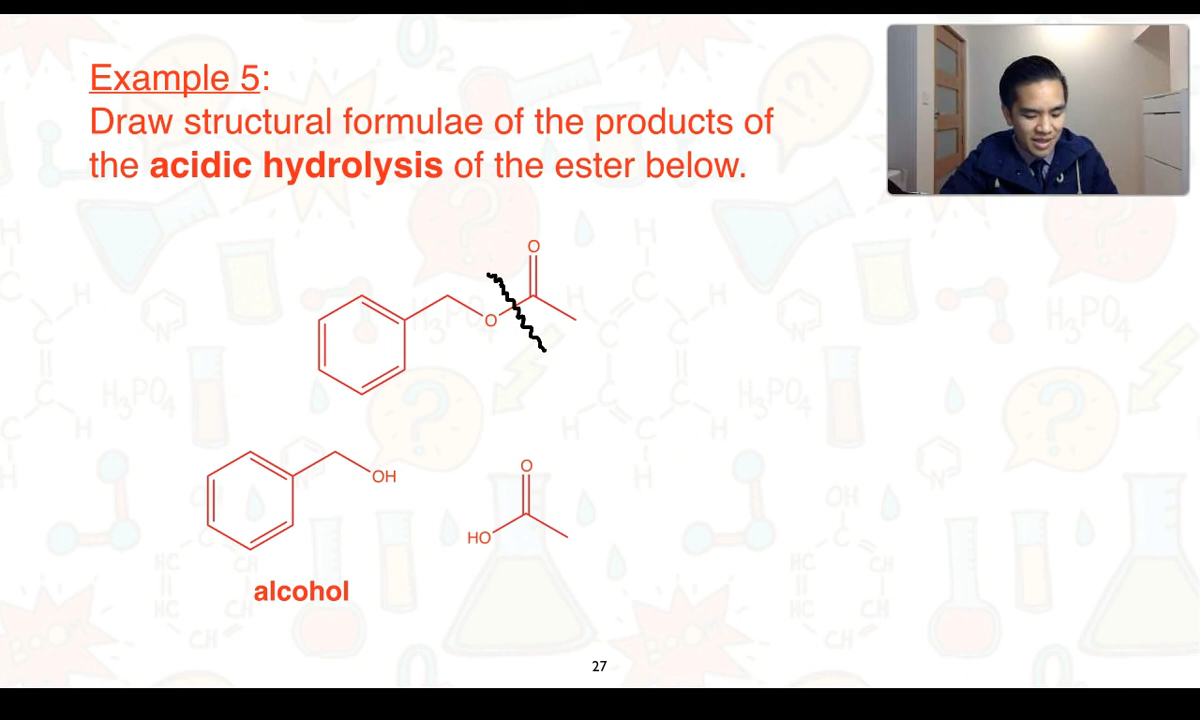 Example 5:
Draw structural formulae of the products of
the acidic hydrolysis of the ester below.
O
O
OH
O
HO
alcohol
27